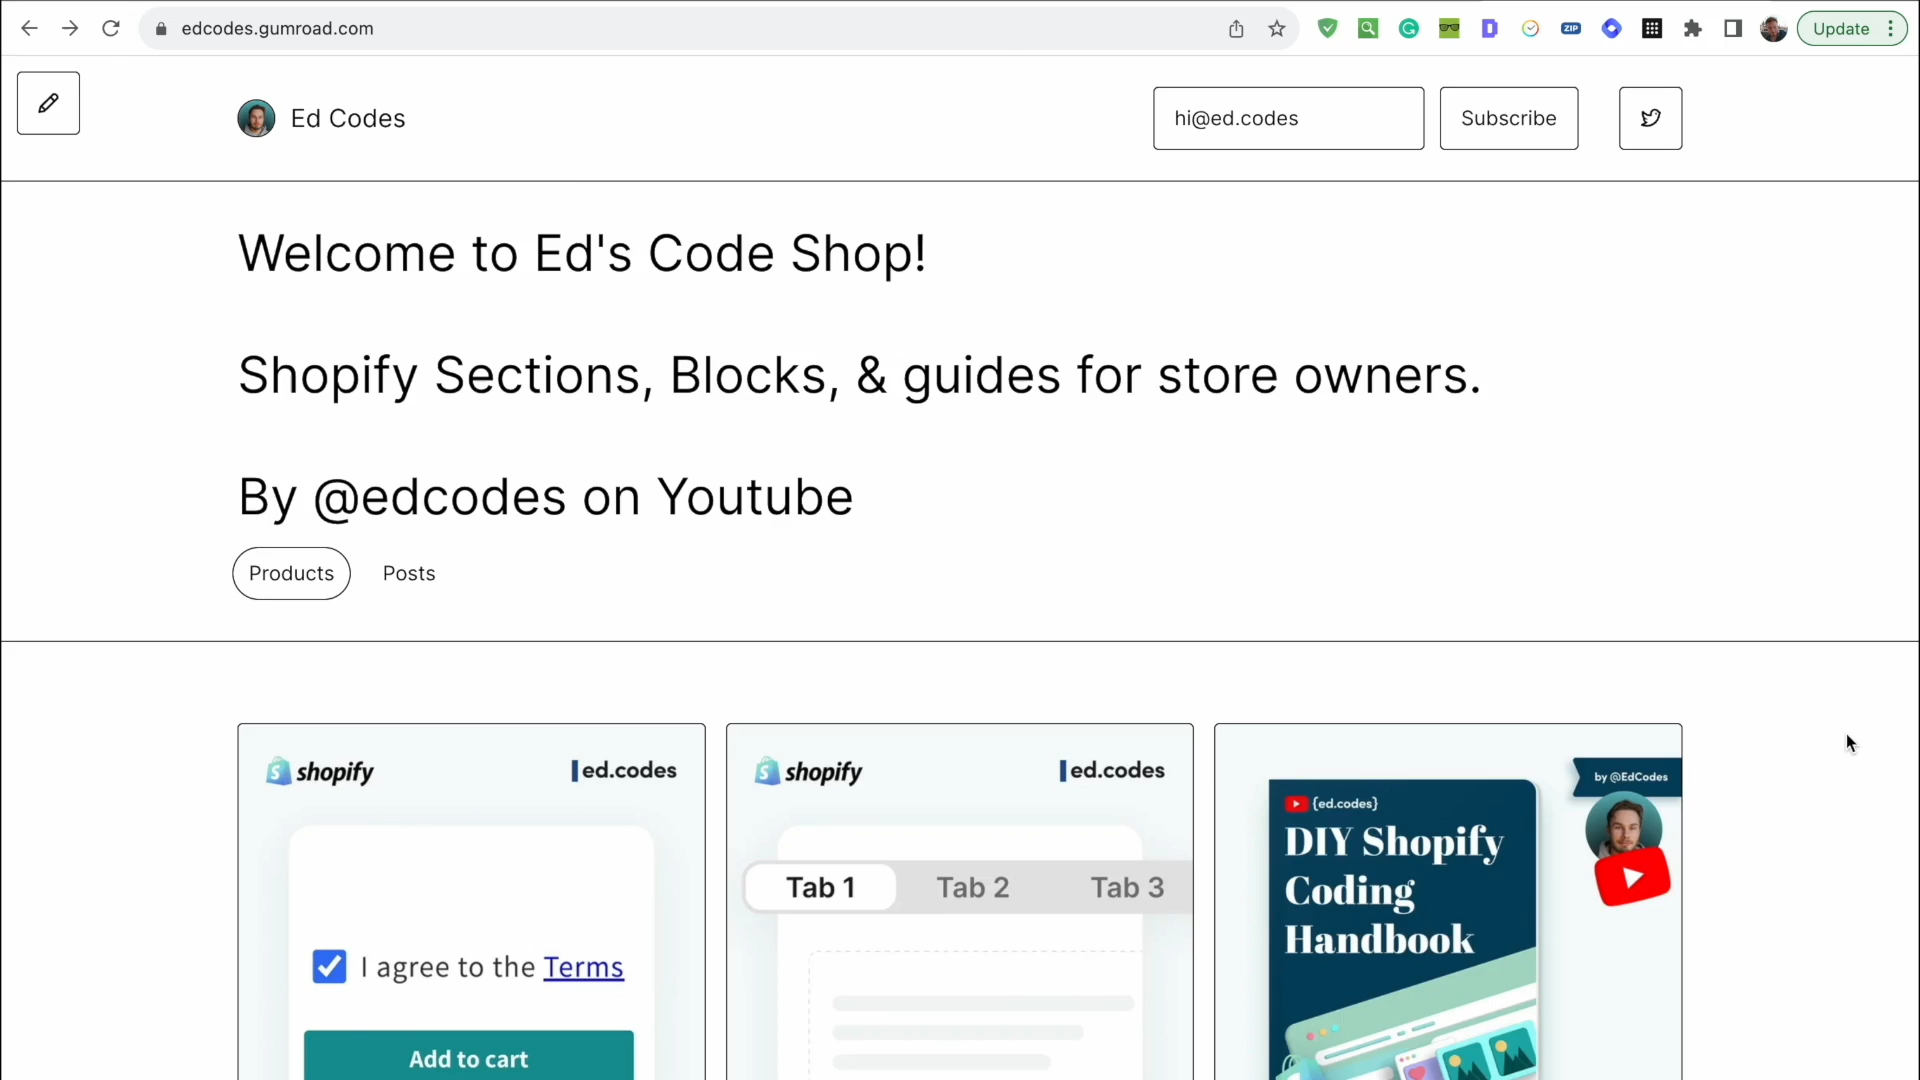 edcodes.gumroad.com
ZIP
Update
Ed Codes
hi@ed.codes
Subscribe
Welcome to Ed's Code Shop!
Shopify Sections, Blocks, & guides for store owners.
By @edcodes on Youtube
Products
Posts
shopify
ed.codes
I agree to the Terms
Add to cart
shopify
ed.codes
Tab 1
Tab 2
Tab 3
by @EdCodes
{ed.codes}
DIY Shopify
Coding
Handbook